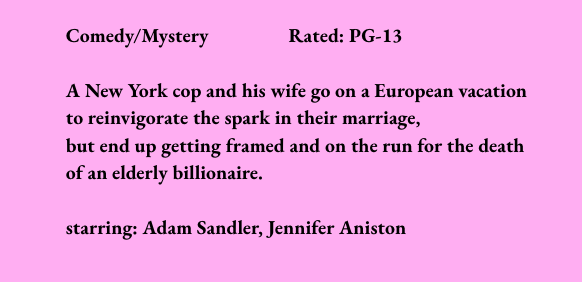 Comedy/Mystery Rated: PG-13
A New York cop and his wife go on a European vacation
to reinvigorate the spark in their marriage,
but end up getting framed and on the run for the death
of an elderly billionaire.
starring: Adam Sandler, Jennifer Aniston